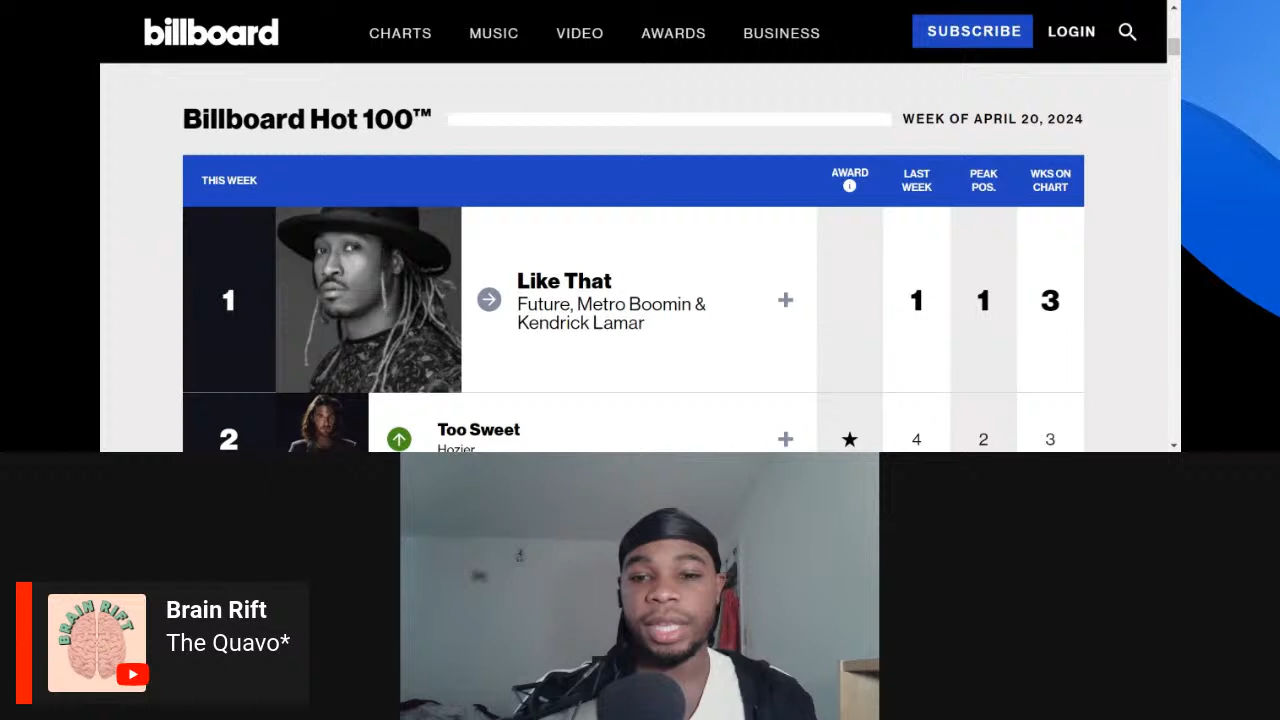 billboard CHARTS MUSIC VIDEO AWARDS BUSINESS SUBSCRIBE LOGIN
Billboard Hot 100™ WEEK OF APRIL 20, 2024
THIS WEEK AWARD i LAST WEEK PEAK POS. WKS ON CHART
1 Like That 1 1 3
Future, Metro Boomin &
Kendrick Lamar
2 Too Sweet 4 2 3
Hozier
BRAIN RIFT
Brain Rift
The Quavo*